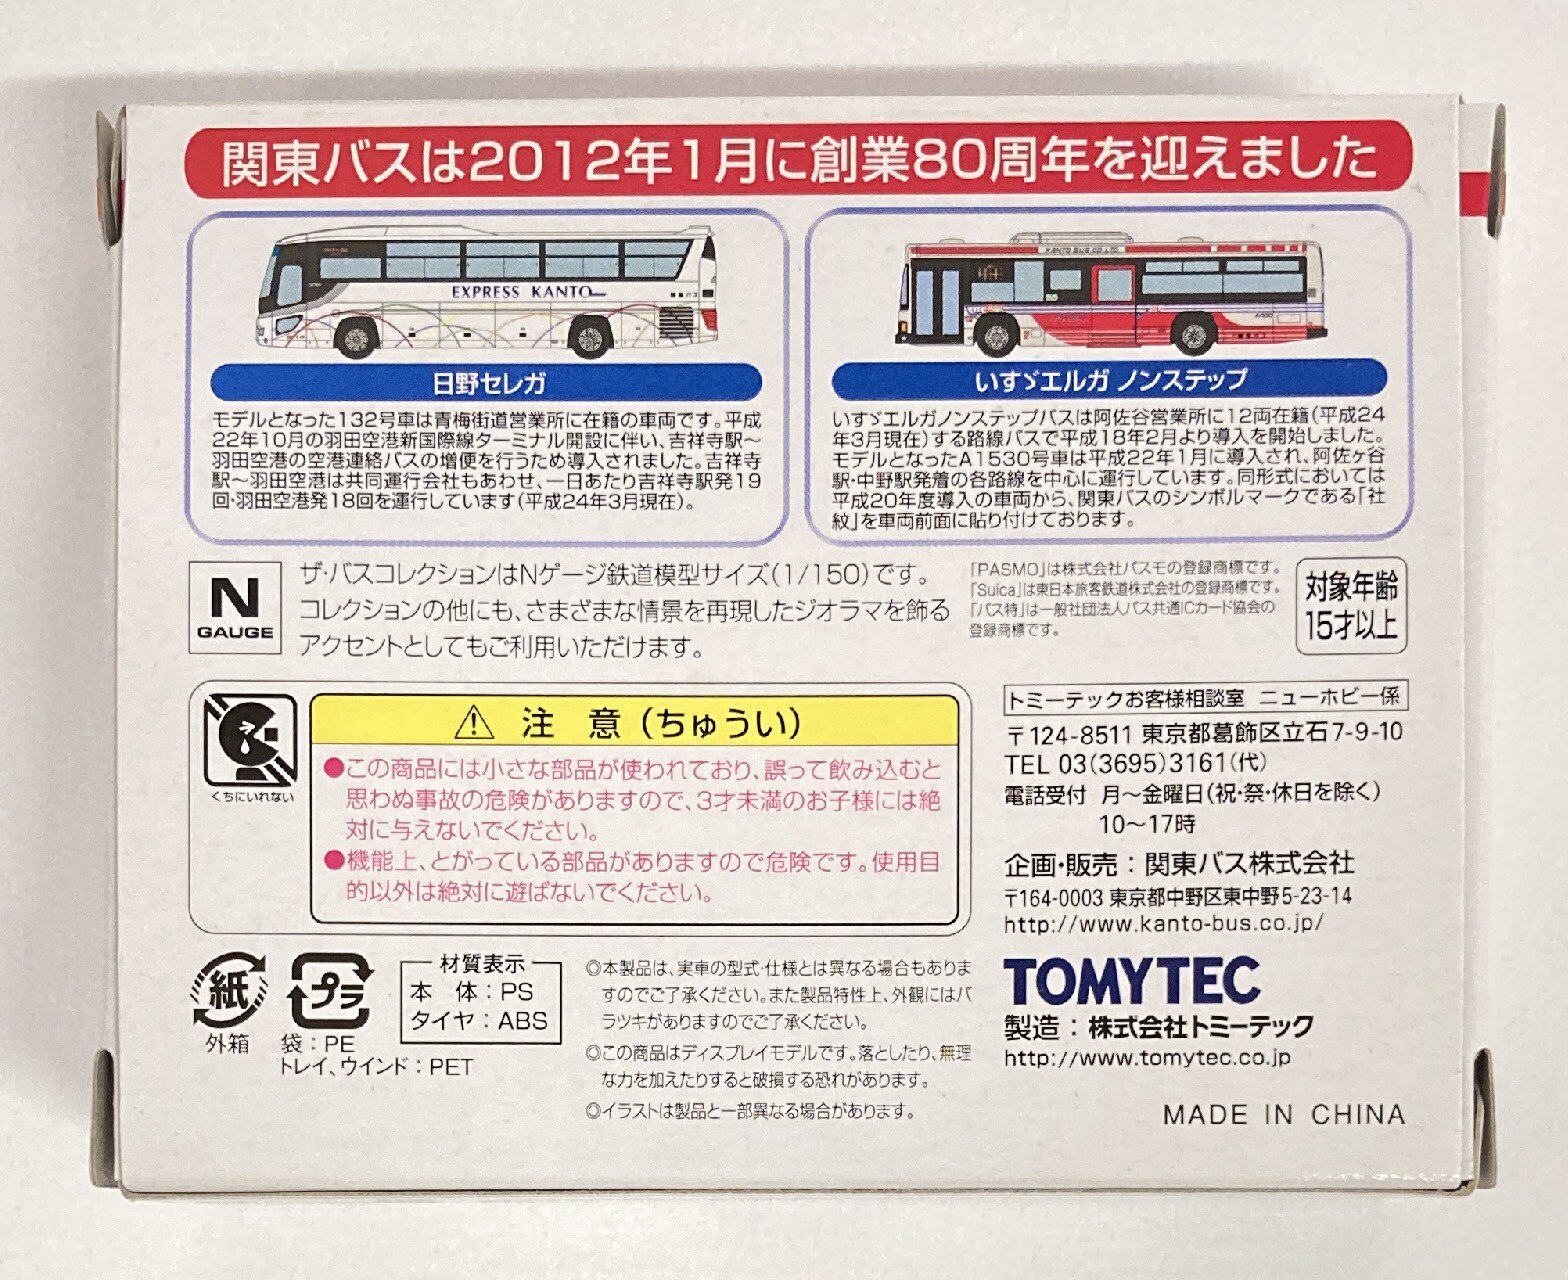 関東バスは2012年1月に創業80周年を迎えました
EXPRESS KANTO
日野セレガ
モデルとなった132号車は青梅街道営業所に在籍の車両です。平成
22年10月の羽田空港新国際線ターミナル開設に伴い、吉祥寺駅〜
羽田空港の空港連絡バスの増便を行うため導入されました。吉祥寺
駅〜羽田空港は共同運行会社もあわせ、一日あたり吉祥寺駅発19
回・羽田空港発18回を運行しています(平成24年3月現在)。
KANTO BUS CO.,LTD.
いすゞエルガ ノンステップ
いすゞエルガノンステップバスは阿佐谷営業所に12両在籍(平成24
年3月現在)する路線バスで平成18年2月より導入を開始しました。
モデルとなったA1530号車は平成22年1月に導入され、阿佐ヶ谷
駅・中野駅発着の各路線を中心に運行しています。同形式においては
平成20年度導入の車両から、関東バスのシンボルマークである「社
紋」を車両前面に貼り付けております。
N
GAUGE
ザ・バスコレクションはNゲージ鉄道模型サイズ(1/150)です。
コレクションの他にも、さまざまな情景を再現したジオラマを飾る
アクセントとしてもご利用いただけます。
「PASMO」は株式会社パスモの登録商標です。
「Suica」は東日本旅客鉄道株式会社の登録商標です。
「バス特」は一般社団法人バス共通ICカード協会の
登録商標です。
対象年齢
15才以上
くちにいれない
注 意(ちゅうい)
●この商品には小さな部品が使われており、誤って飲み込むと
思わぬ事故の危険がありますので、3才未満のお子様には絶
対に与えないでください。
●機能上、とがっている部品がありますので危険です。使用目
的以外は絶対に遊ばないでください。
トミーテックお客様相談室 ニューホビー係
〒124-8511 東京都葛飾区立石7-9-10
TEL 03(3695)3161(代)
電話受付 月〜金曜日(祝・祭・休日を除く)
10〜17時
企画・販売:関東バス株式会社
〒164-0003 東京都中野区東中野5-23-14
http://www.kanto-bus.co.jp/
紙
外箱
プラ
袋:PE
トレイ、ウインド:PET
材質表示
本 体:PS
タイヤ:ABS
◎本製品は、実車の型式・仕様とは異なる場合もありま
すのでご了承ください。また製品特性上、外観にはバ
ラツキがありますのでご了承ください。
◎この商品はディスプレイモデルです。落としたり、無理
な力を加えたりすると破損する恐れがあります。
◎イラストは製品と一部異なる場合があります。
TOMYTEC
製造:株式会社トミーテック
http://www.tomytec.co.jp
MADE IN CHINA